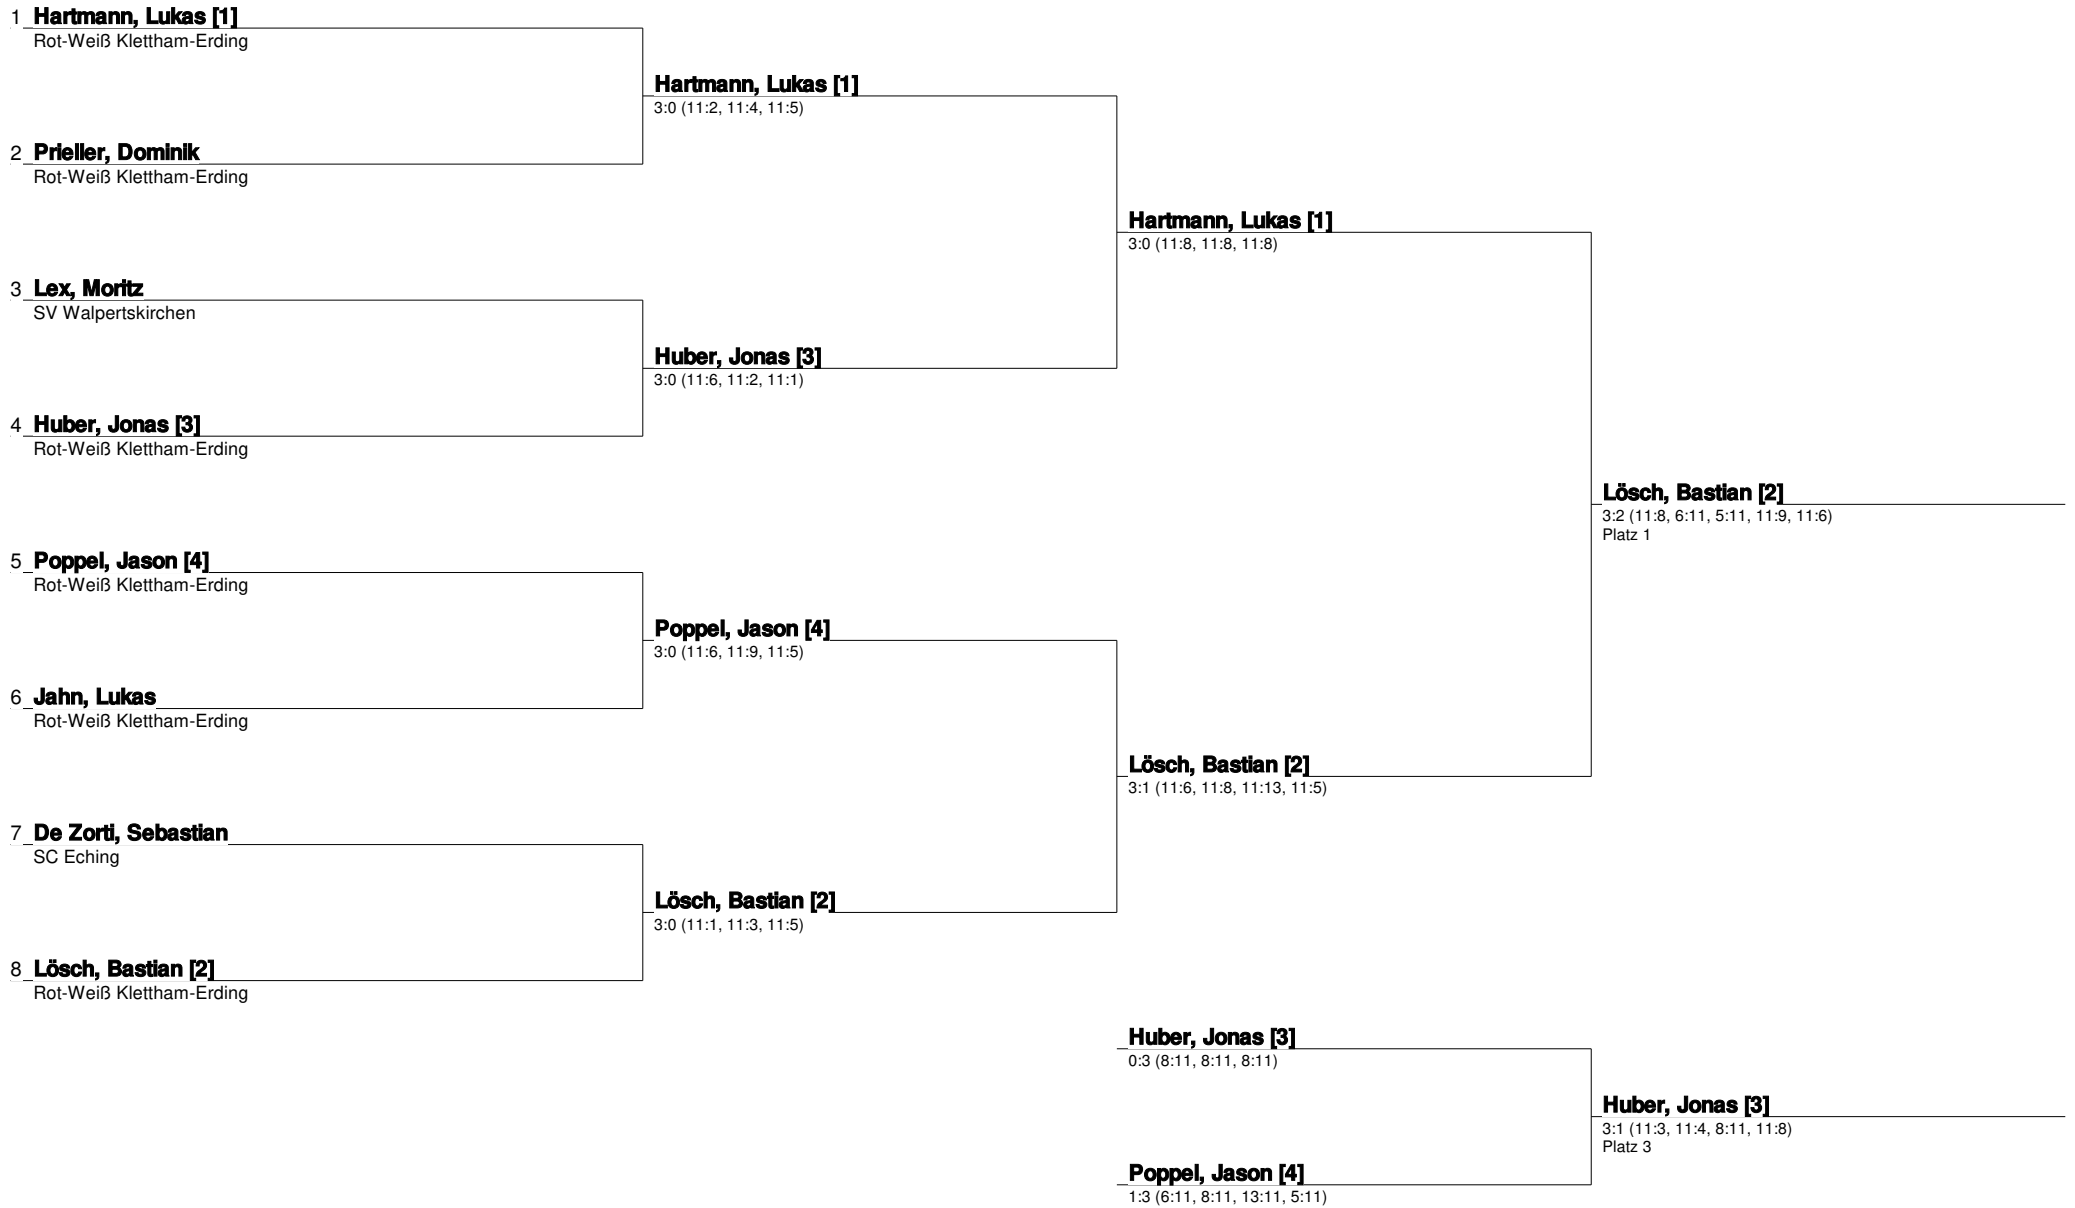 1 Hartmann, Lukas [1]
Rot-Weiß Klettham-Erding
Hartmann, Lukas [1]
3:0 (11:2, 11:4, 11:5)
2 Prieller, Dominik
Rot-Weiß Klettham-Erding
Hartmann, Lukas [1]
3:0 (11:8, 11:8, 11:8)
3 Lex, Moritz
SV Walpertskirchen
Huber, Jonas [3]
3:0 (11:6, 11:2, 11:1)
4 Huber, Jonas [3]
Rot-Weiß Klettham-Erding
Lösch, Bastian [2]
3:2 (11:8, 6:11, 5:11, 11:9, 11:6)
Platz 1
5 Poppel, Jason [4]
Rot-Weiß Klettham-Erding
Poppel, Jason [4]
3:0 (11:6, 11:9, 11:5)
6 Jahn, Lukas
Rot-Weiß Klettham-Erding
Lösch, Bastian [2]
3:1 (11:6, 11:8, 11:13, 11:5)
7 De Zorti, Sebastian
SC Eching
Lösch, Bastian [2]
3:0 (11:1, 11:3, 11:5)
8 Lösch, Bastian [2]
Rot-Weiß Klettham-Erding
Huber, Jonas [3]
0:3 (8:11, 8:11, 8:11)
Huber, Jonas [3]
3:1 (11:3, 11:4, 8:11, 11:8)
Platz 3
Poppel, Jason [4]
1:3 (6:11, 8:11, 13:11, 5:11)